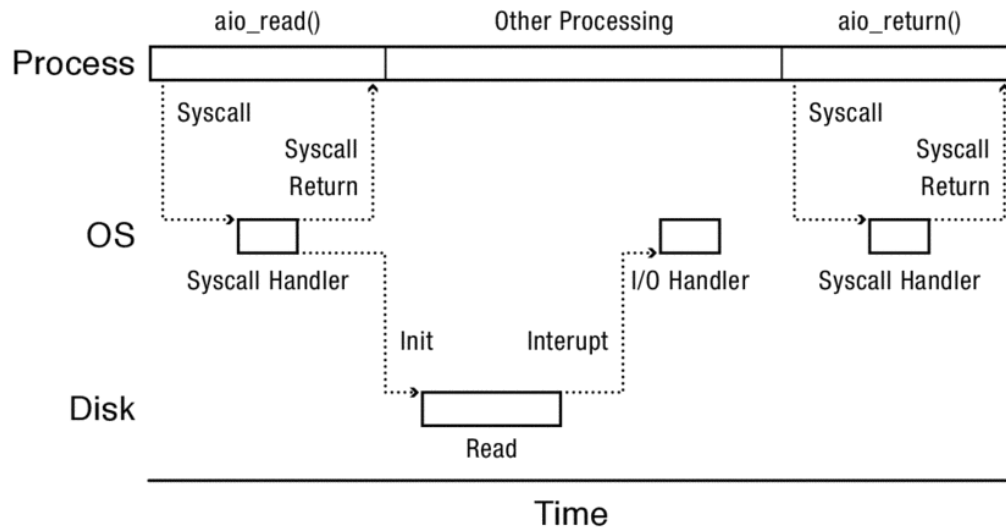 aio_read()
Other Processing
aio_return()
Process
Syscall
Syscall
Return
Syscall
Syscall
Return
OS
Syscall Handler
I/O Handler
Syscall Handler
Init
Interupt
Disk
Read
Time